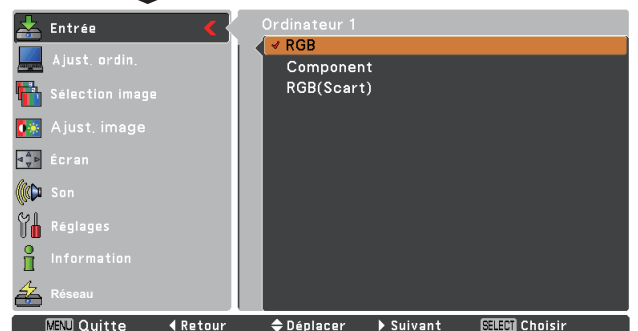 Entrée
Ajust. ordin.
Sélection image
Ajust. image
Écran
Son
Réglages
Information
Réseau
Ordinateur 1
RGB
Component
RGB(Scart)
MENU Quitte Retour Déplacer Suivant SELECT Choisir